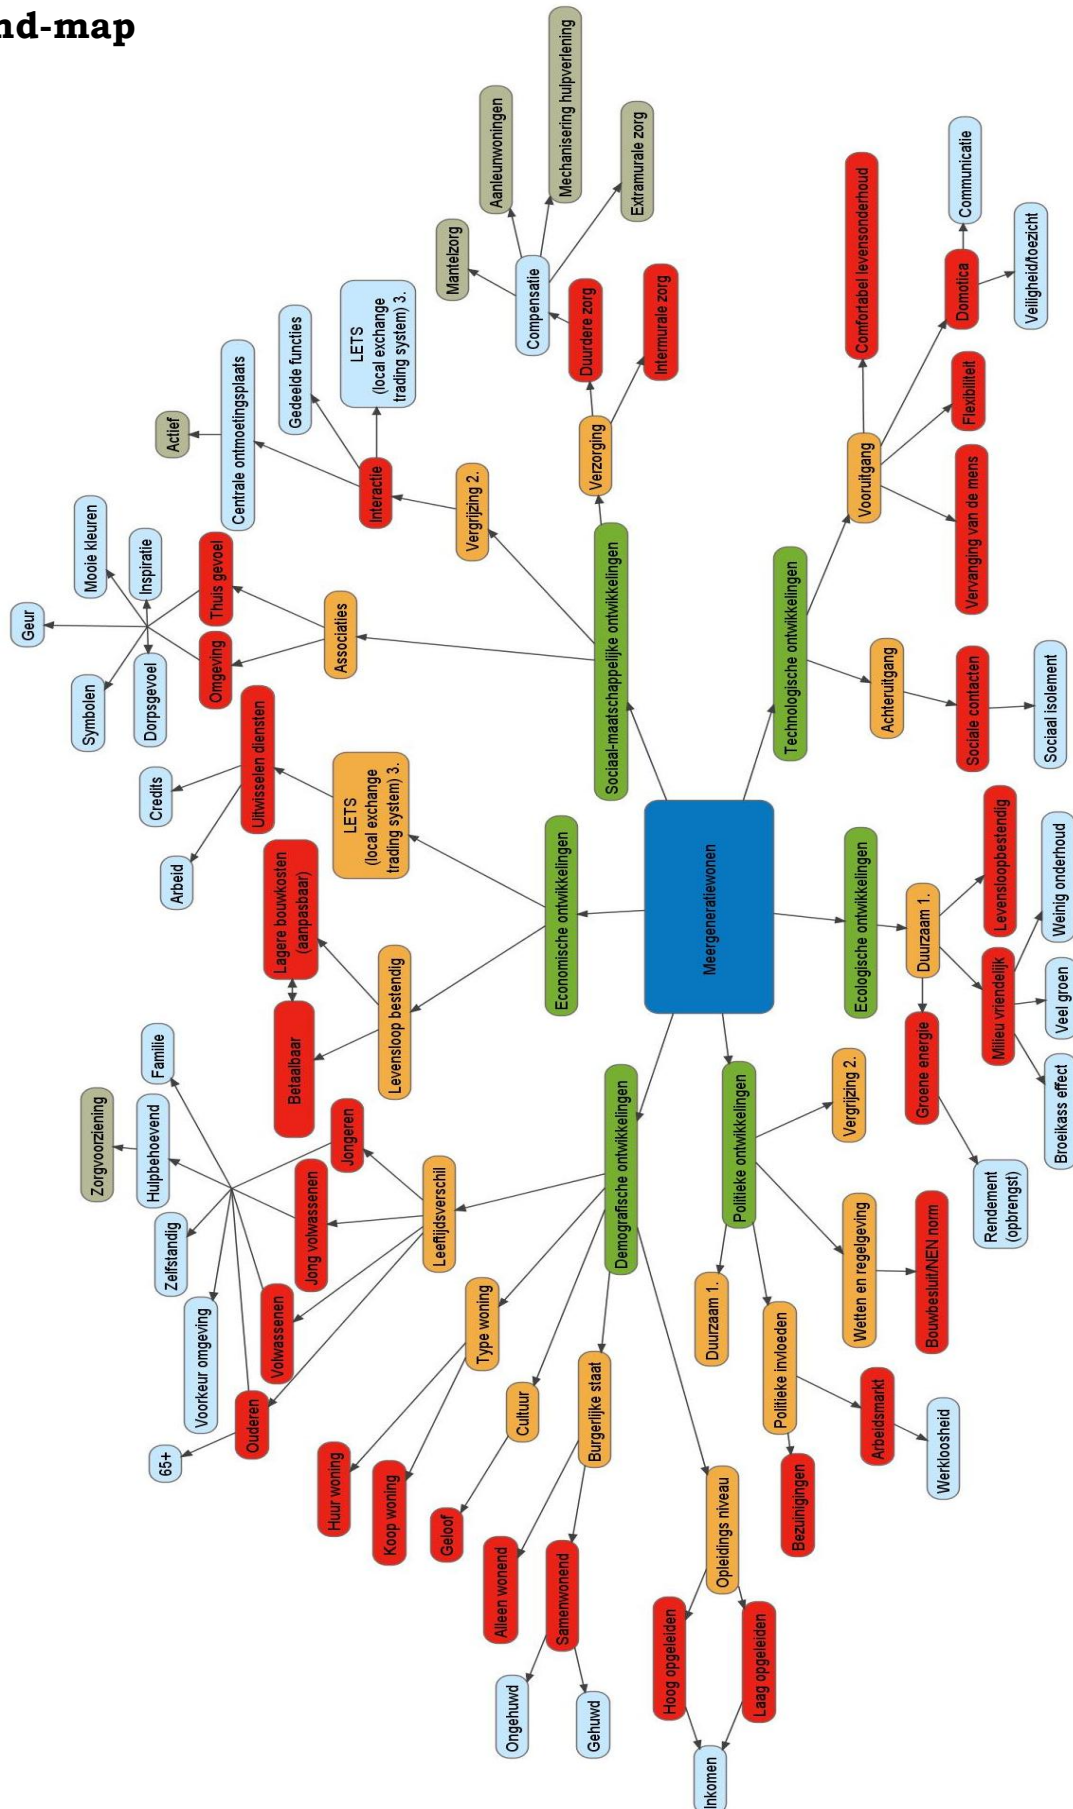 nd-map
Meergeneratiewonen
Sociaal-maatschappelijke ontwikkelingen
Verzorging
Duurdere zorg
Compensatie
Mantelzorg
Aanleunwoningen
Mechanisering hulpverlening
Extramurale zorg
Intermurale zorg
Vergrijzing 2.
Interactie
Centrale ontmoetingsplaats
Actief
Gedeelde functies
LETS
(local exchange
trading system) 3.
Associaties
Omgeving
Thuis gevoel
Symbolen
Geur
Mooie kleuren
Dorpsgevoel
Inspiratie
Technologische ontwikkelingen
Vooruitgang
Comfortabel levensonderhoud
Domotica
Communicatie
Veiligheid/toezicht
Flexibiliteit
Vervanging van de mens
Achteruitgang
Sociale contacten
Sociaal isolement
Economische ontwikkelingen
LETS
(local exchange
trading system) 3.
Uitwisselen diensten
Credits
Arbeid
Levensloop bestendig
Lagere bouwkosten
(aanpasbaar)
Betaalbaar
Ecologische ontwikkelingen
Duurzaam 1.
Levensloopbestendig
Milieu vriendelijk
Weinig onderhoud
Veel groen
Broeikass effect
Groene energie
Rendement
(opbrengst)
Demografische ontwikkelingen
Leeftijdsverschil
Jongeren
Jong volwassenen
Volwassenen
Ouderen
65+
Familie
Hulpbehoevend
Zorgvoorziening
Zelfstandig
Voorkeur omgeving
Type woning
Huur woning
Koop woning
Cultuur
Geloof
Burgerlijke staat
Alleen wonend
Samenwonend
Ongehuwd
Gehuwd
Opleidings niveau
Hoog opgeleiden
Laag opgeleiden
Inkomen
Politieke ontwikkelingen
Vergrijzing 2.
Wetten en regelgeving
Bouwbesluit/NEN norm
Politieke invloeden
Arbeidsmarkt
Werkloosheid
Bezuinigingen
Duurzaam 1.